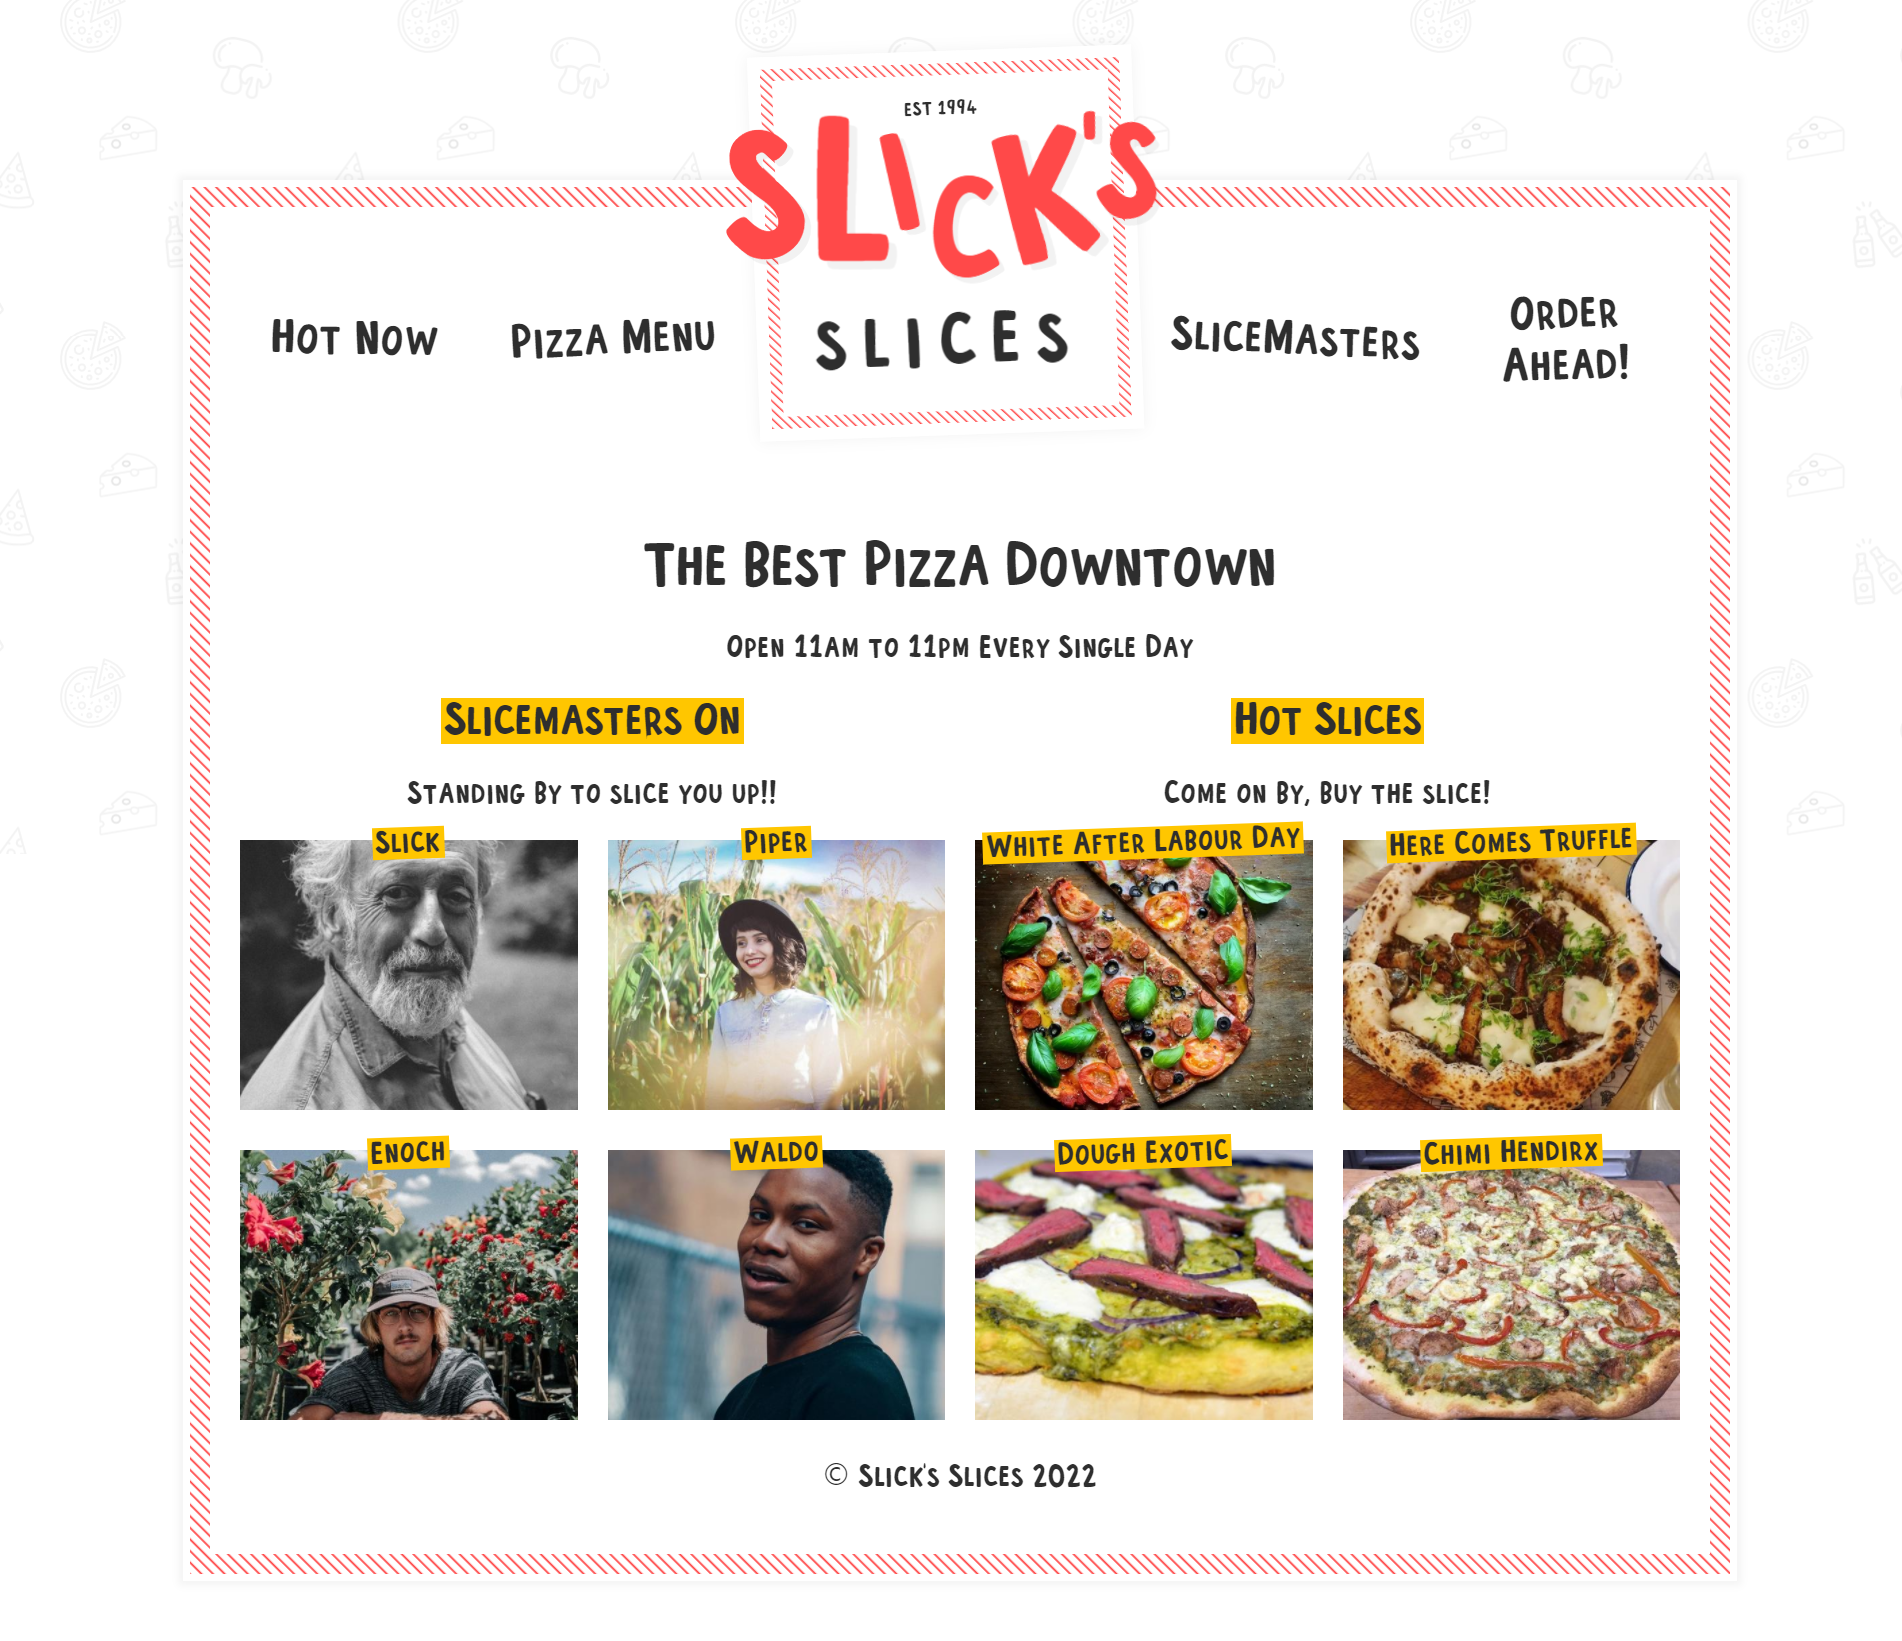 EST 1994
SLICK'S
SLICES
Hot Now
Pizza Menu
SliceMasters
Order
Ahead!
The Best Pizza Downtown
Open 11am to 11pm Every Single Day
Slicemasters On
Standing By to slice you up!!
Slick
Piper
Enoch
Waldo
Hot Slices
Come on By, Buy the slice!
White After Labour Day
Here Comes Truffle
Dough Exotic
Chimi Hendirx
© Slick's Slices 2022